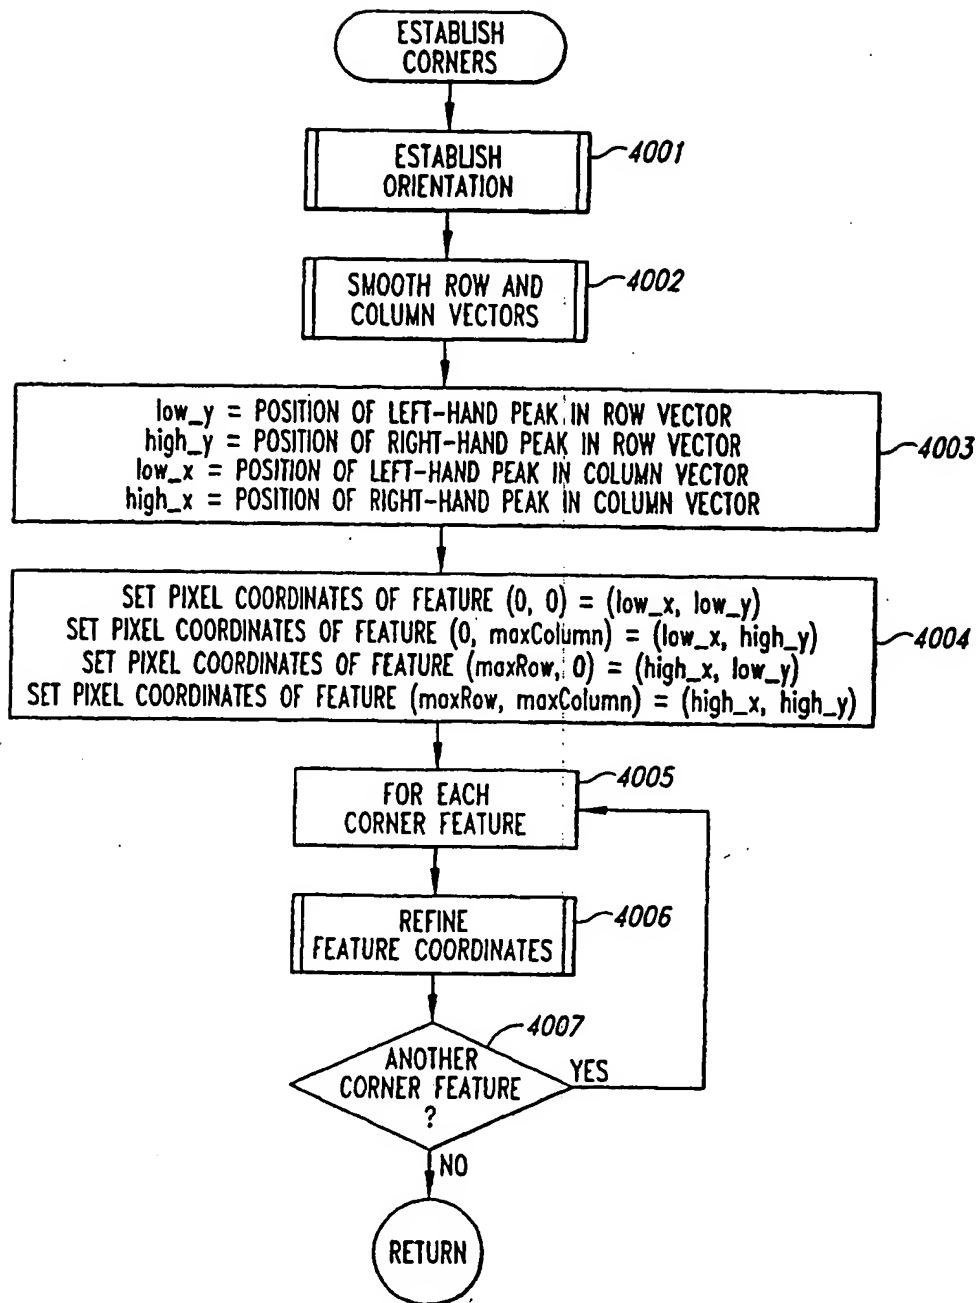 ESTABLISH
CORNERS
ESTABLISH
ORIENTATION
4001
SMOOTH ROW AND
COLUMN VECTORS
4002
low_y = POSITION OF LEFT-HAND PEAK IN ROW VECTOR
high_y = POSITION OF RIGHT-HAND PEAK IN ROW VECTOR
low_x = POSITION OF LEFT-HAND PEAK IN COLUMN VECTOR
high_x = POSITION OF RIGHT-HAND PEAK IN COLUMN VECTOR
4003
SET PIXEL COORDINATES OF FEATURE (0, 0) = (low_x, low_y)
SET PIXEL COORDINATES OF FEATURE (0, maxColumn) = (low_x, high_y)
SET PIXEL COORDINATES OF FEATURE (maxRow, 0) = (high_x, low_y)
SET PIXEL COORDINATES OF FEATURE (maxRow, maxColumn) = (high_x, high_y)
4004
FOR EACH
CORNER FEATURE
4005
REFINE
FEATURE COORDINATES
4006
4007
ANOTHER
CORNER FEATURE
?
YES
NO
RETURN